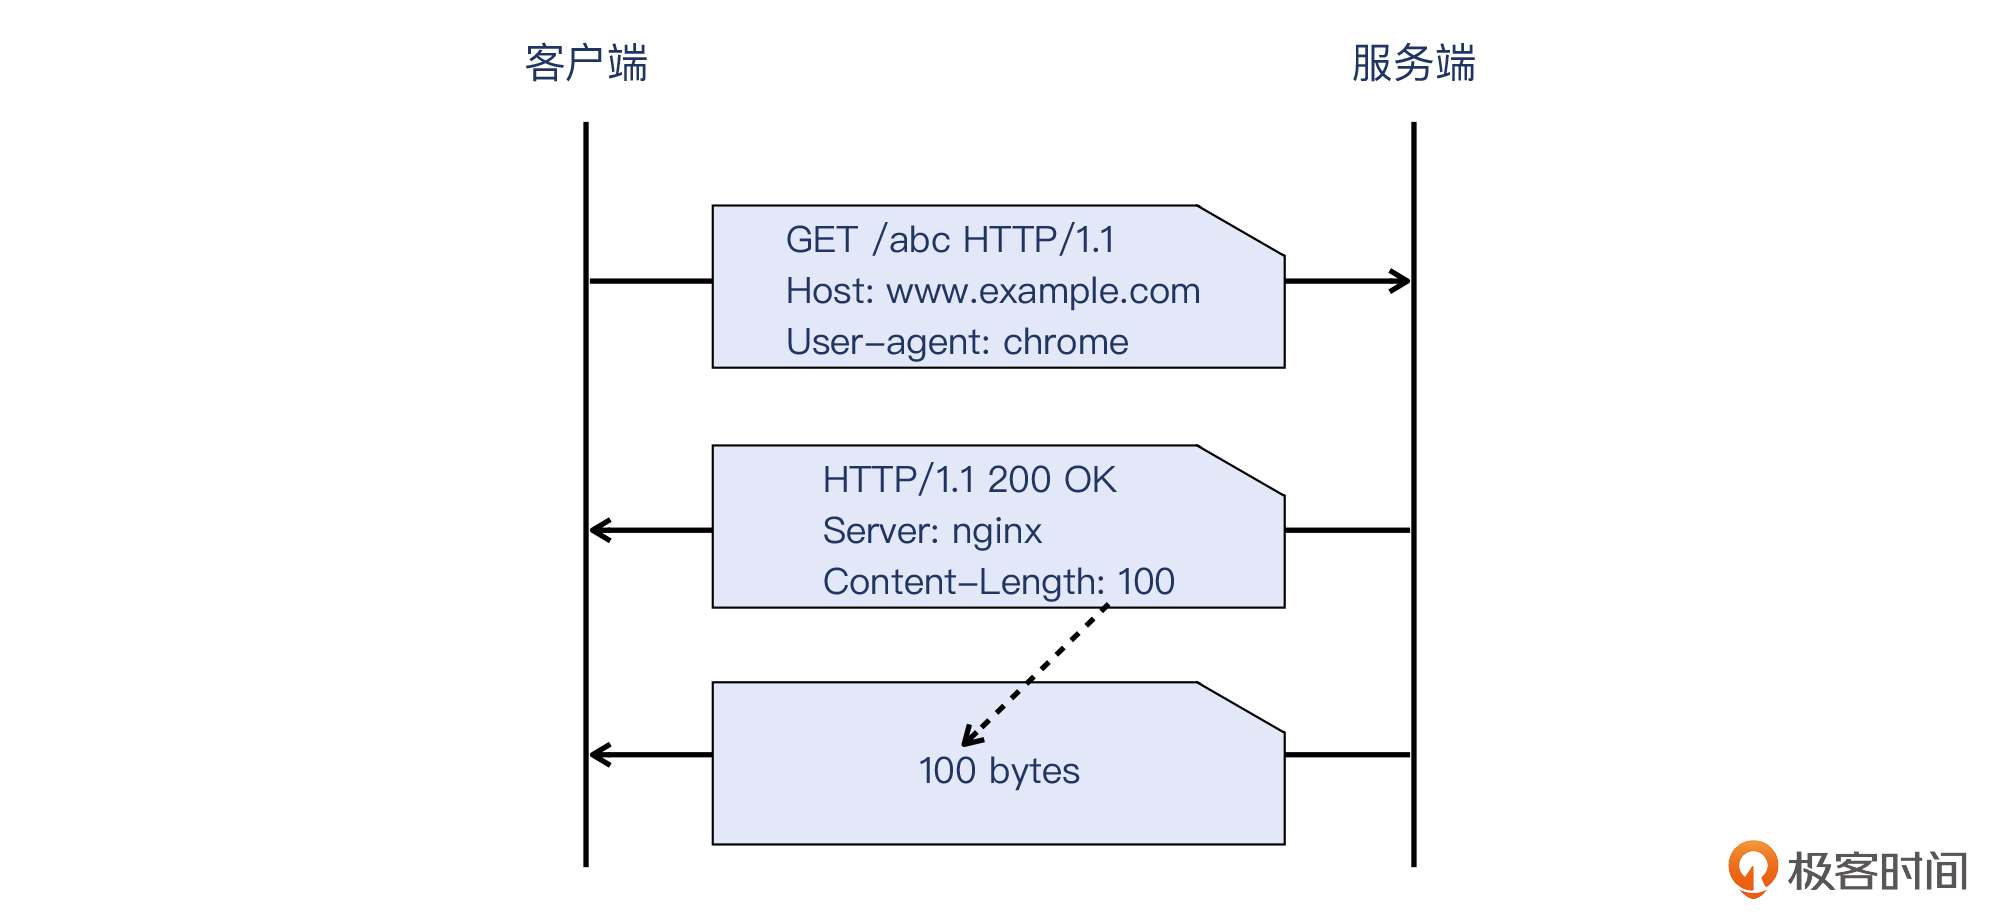 客户端
服务端
GET /abc HTTP/1.1
Host: www.example.com
User-agent: chrome
HTTP/1.1 200 OK
Server: nginx
Content-Length: 100
100 bytes
极客时间